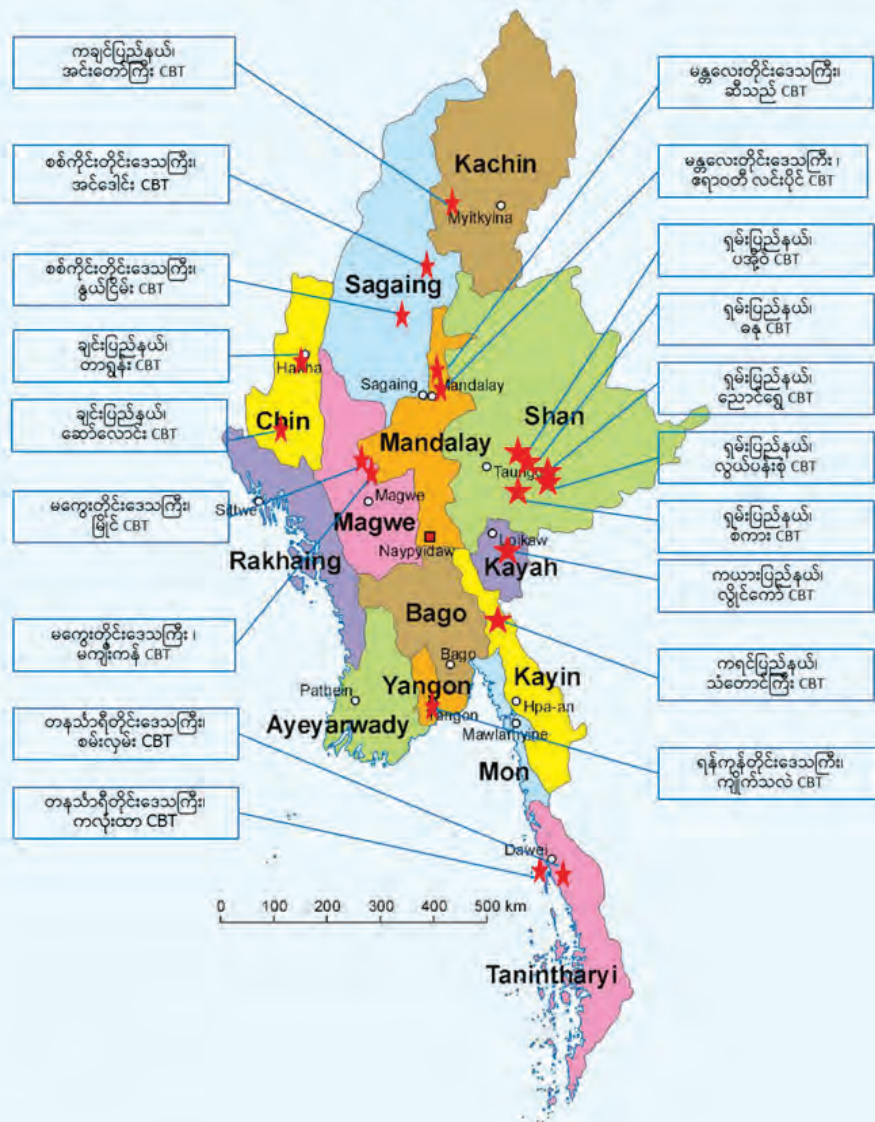 ကချင်ပြည်နယ်၊
အင်းတော်ကြီး CBT
စစ်ကိုင်းတိုင်းဒေသကြီး၊
အင်ဒေါင်း CBT
စစ်ကိုင်းတိုင်းဒေသကြီး၊
နွယ်ငြိမ်း CBT
ချင်းပြည်နယ်၊
တာရွန်း CBT
ချင်းပြည်နယ်၊
ဆော်လောင်း CBT
မကွေးတိုင်းဒေသကြီး၊
မြိုင် CBT
မကွေးတိုင်းဒေသကြီး ၊
မကျီးကန် CBT
တနင်္သာရီတိုင်းဒေသကြီး၊
စမ်းလှမ်း CBT
တနင်္သာရီတိုင်းဒေသကြီး၊
ကလုံးထာ CBT
မန္တလေးတိုင်းဒေသကြီး၊
ဆီသည် CBT
မန္တလေးတိုင်းဒေသကြီး ၊
ဧရာဝတီ လင်းပိုင် CBT
ရှမ်းပြည်နယ်၊
ပအိုဝ် CBT
ရှမ်းပြည်နယ်၊
ဓနု CBT
ရှမ်းပြည်နယ်၊
ညောင်ရွှေ CBT
ရှမ်းပြည်နယ်၊
လွယ်ပန်းစုံ CBT
ရှမ်းပြည်နယ်၊
စကား CBT
ကယားပြည်နယ်၊
လွိုင်ကော် CBT
ကရင်ပြည်နယ်၊
သံတောင်ကြီး CBT
ရန်ကုန်တိုင်းဒေသကြီး၊
ကျိုက်သလဲ CBT
Kachin
Myitkyina
Sagaing
Hakha
Sagaing
Mandalay
Chin
Mandalay
Shan
Sittwe
Magwe
Magwe
Rakhaing
Naypyidaw
Loikaw
Kayah
Bago
Bago
Pathein
Yangon
Yangon
Ayeyarwady
Kayin
Hpa-an
Mawlamyine
Mon
Dawei
0 100 200 300 400 500 km
Tanintharyi